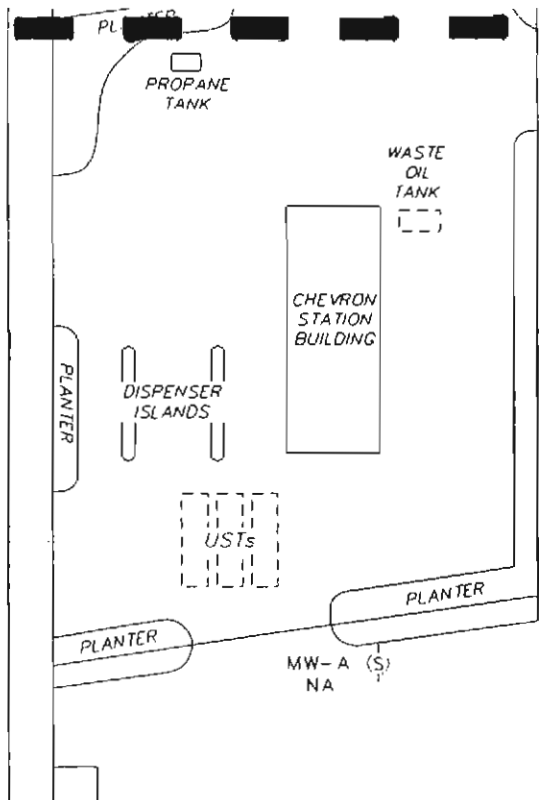 PROPANE
TANK
WASTE
OIL
TANK
CHEVRON
STATION
BUILDING
PLANTER
DISPENSER
ISLANDS
USTs
PLANTER
PLANTER
MW-A (S)
NA